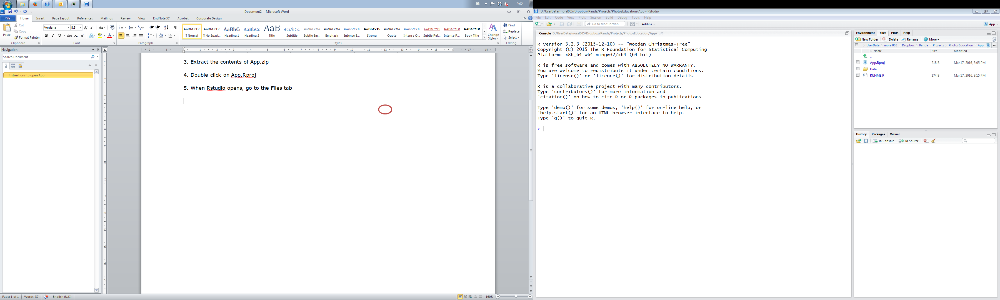 EN
9:02
Document2 - Microsoft Word
File Home Insert Page Layout References Mailings Review View EndNote X7 Acrobat Corporate Design
Paste
Cut
Copy
Format Painter
Clipboard
Verdana 8.5
Font
Paragraph
AaBbCcDc AaBbCcDc AaBbCc AaBbCc AaB AaBbCc. AaBbCcDd AaBbCcDd AaBbCcDc AaBbCcDc AaBbCcDd AaBbCcDc AaBbCcDc AaBbCcDc AaBbCcDc
¶ Normal ¶ No Spaci... Heading 1 Heading 2 Title Subtitle Subtle Em... Emphasis Intense E... Strong Quote Intense Q... Subtle Ref... Intense R... Book Title
Styles
Change Styles
Find
Replace
Select
Editing
Navigation
Search Document
Instructions to open App
3. Extract the contents of App.zip
4. Double-click on App.Rproj
5. When Rstudio opens, go to the Files tab
Page: 1 of 1 Words: 37 English (U.S.) 160%
D:/UserData/moral005/Dropbox/Panda/Projects/PhotosEducation/App - RStudio
File Edit Code View Plots Session Build Debug Tools Help
Go to file/function Addins App
Console D:/UserData/moral005/Dropbox/Panda/Projects/PhotosEducation/App/
R version 3.2.3 (2015-12-10) -- "Wooden Christmas-Tree"
Copyright (C) 2015 The R Foundation for Statistical Computing
Platform: x86_64-w64-mingw32/x64 (64-bit)
R is free software and comes with ABSOLUTELY NO WARRANTY.
You are welcome to redistribute it under certain conditions.
Type 'license()' or 'licence()' for distribution details.
R is a collaborative project with many contributors.
Type 'contributors()' for more information and
'citation()' on how to cite R or R packages in publications.
Type 'demo()' for some demos, 'help()' for on-line help, or
'help.start()' for an HTML browser interface to help.
Type 'q()' to quit R.
>
Environment Files Plots Help
New Folder Delete Rename More
UserData moral005 Dropbox Panda Projects PhotosEducation App ...
Name Size Modified
..
App.Rproj 218 B Mar 17, 2016, 3:05 PM
Data
RUNME.R 174 B Mar 17, 2016, 3:15 PM
History Packages Viewer
To Console To Source